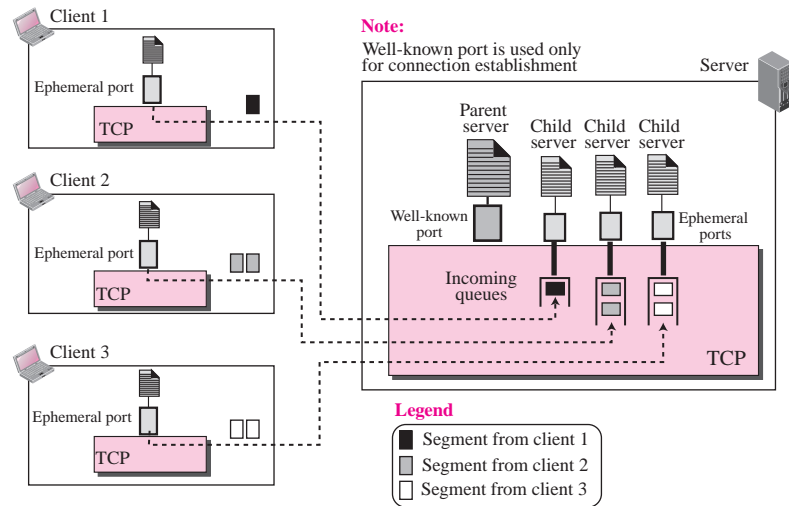 Client 1
Ephemeral port
TCP
Client 2
Ephemeral port
TCP
Client 3
Ephemeral port
TCP
Note:
Well-known port is used only
for connection establishment
Server
Parent
server
Child
server
Child
server
Child
server
Well-known
port
Ephemeral
ports
Incoming
queues
TCP
Legend
Segment from client 1
Segment from client 2
Segment from client 3